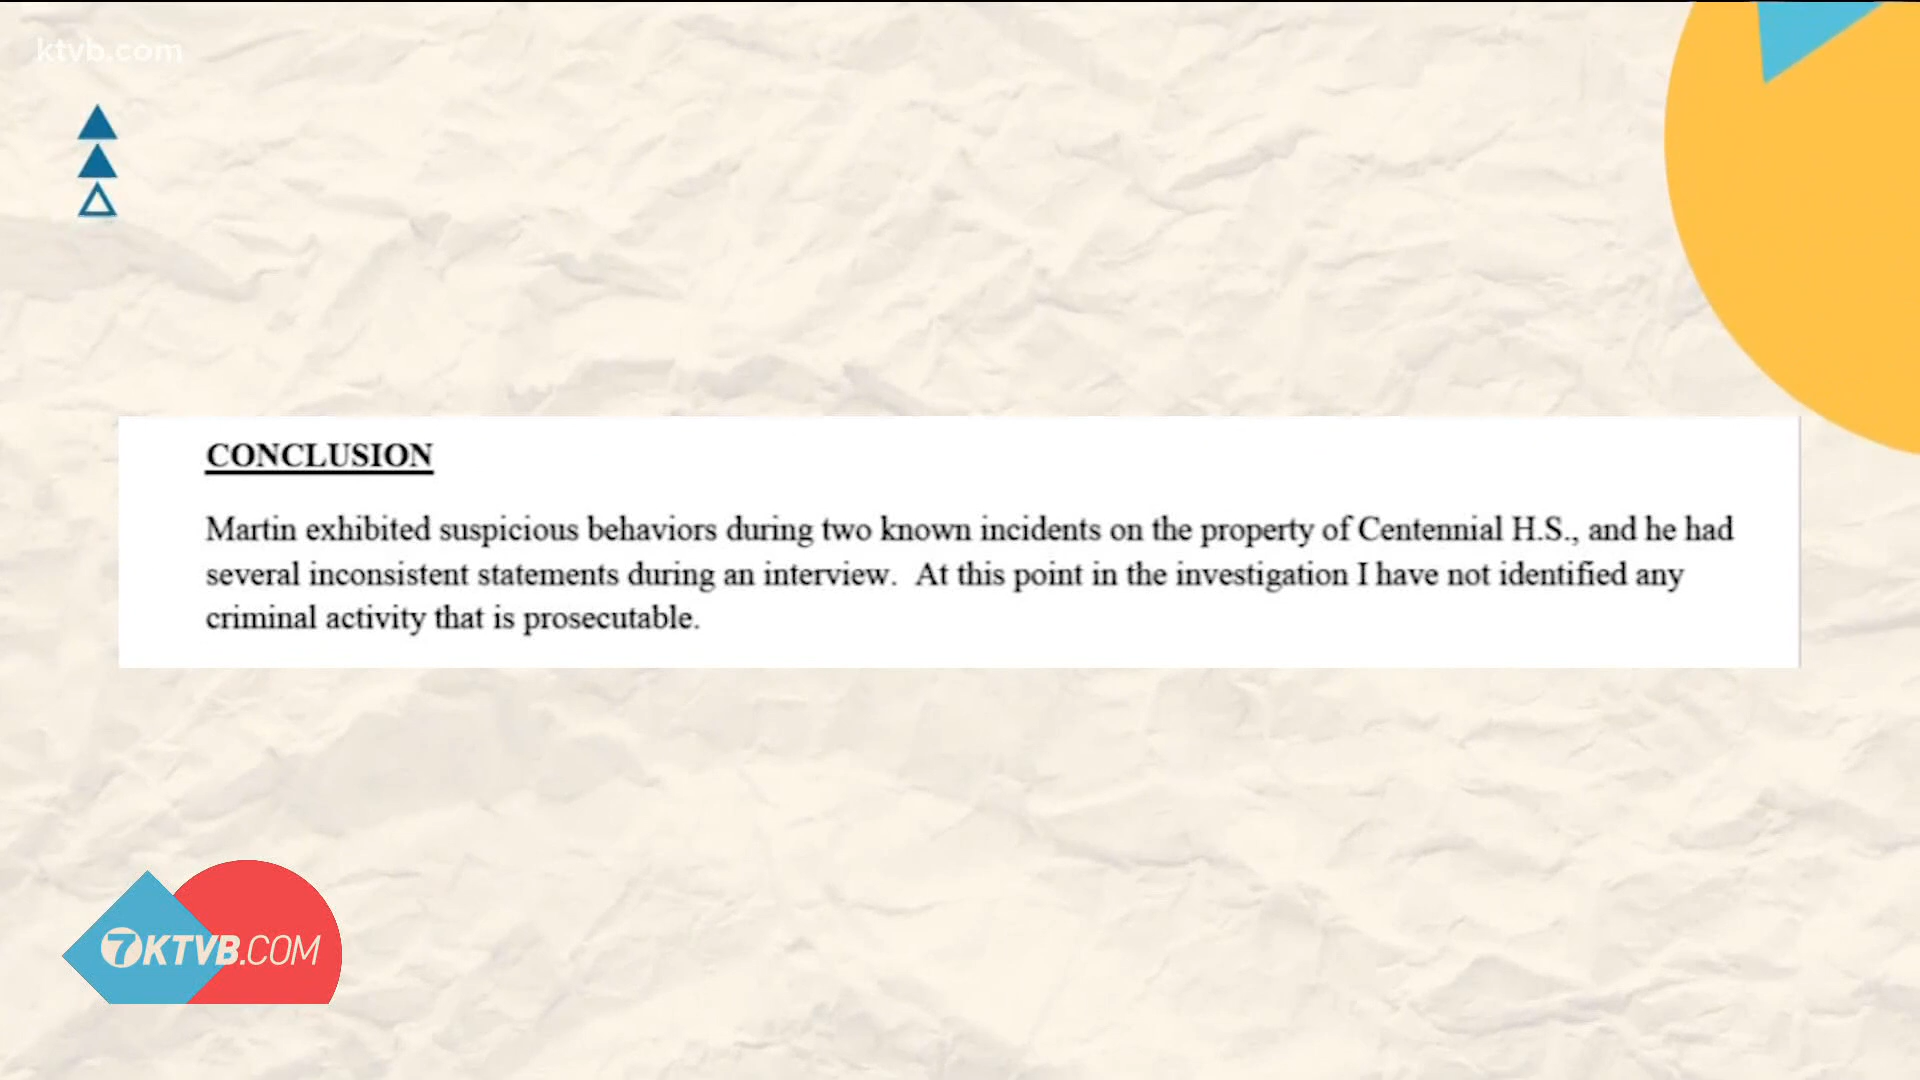 ktvb.com
CONCLUSION
Martin exhibited suspicious behaviors during two known incidents on the property of Centennial H.S., and he had
several inconsistent statements during an interview.  At this point in the investigation I have not identified any
criminal activity that is prosecutable.
7KTVB.COM